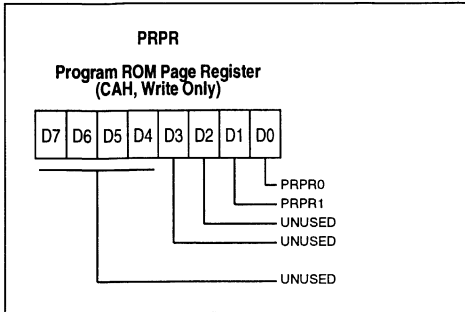 PRPR
Program ROM Page Register
(CAH, Write Only)
D7 D6 D5 D4 D3 D2 D1 D0
PRPR0
PRPR1
UNUSED
UNUSED
UNUSED